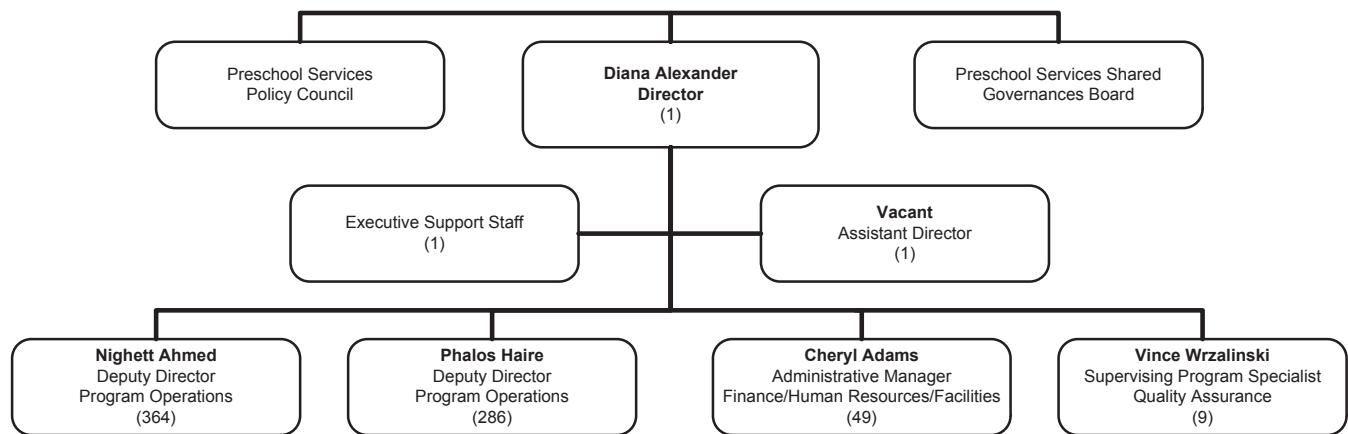 Preschool Services
Policy Council
Diana Alexander
Director
(1)
Preschool Services Shared
Governances Board
Executive Support Staff
(1)
Vacant
Assistant Director
(1)
Nighett Ahmed
Deputy Director
Program Operations
(364)
Phalos Haire
Deputy Director
Program Operations
(286)
Cheryl Adams
Administrative Manager
Finance/Human Resources/Facilities
(49)
Vince Wrzalinski
Supervising Program Specialist
Quality Assurance
(9)